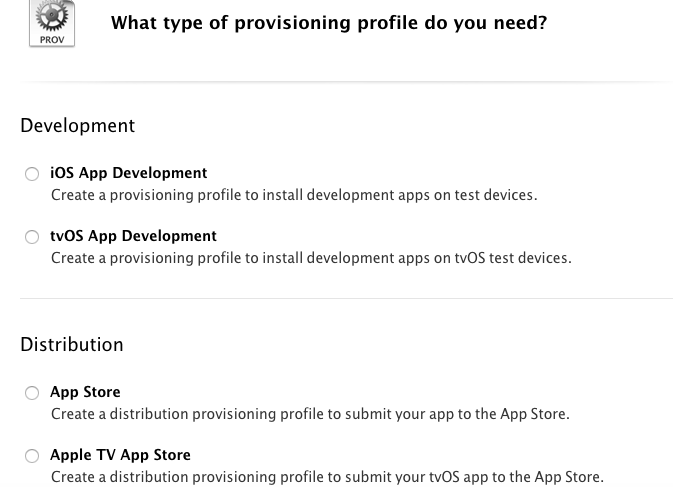 PROV
What type of provisioning profile do you need?
Development
iOS App Development
Create a provisioning profile to install development apps on test devices.
tvOS App Development
Create a provisioning profile to install development apps on tvOS test devices.
Distribution
App Store
Create a distribution provisioning profile to submit your app to the App Store.
Apple TV App Store
Create a distribution provisioning profile to submit your tvOS app to the App Store.